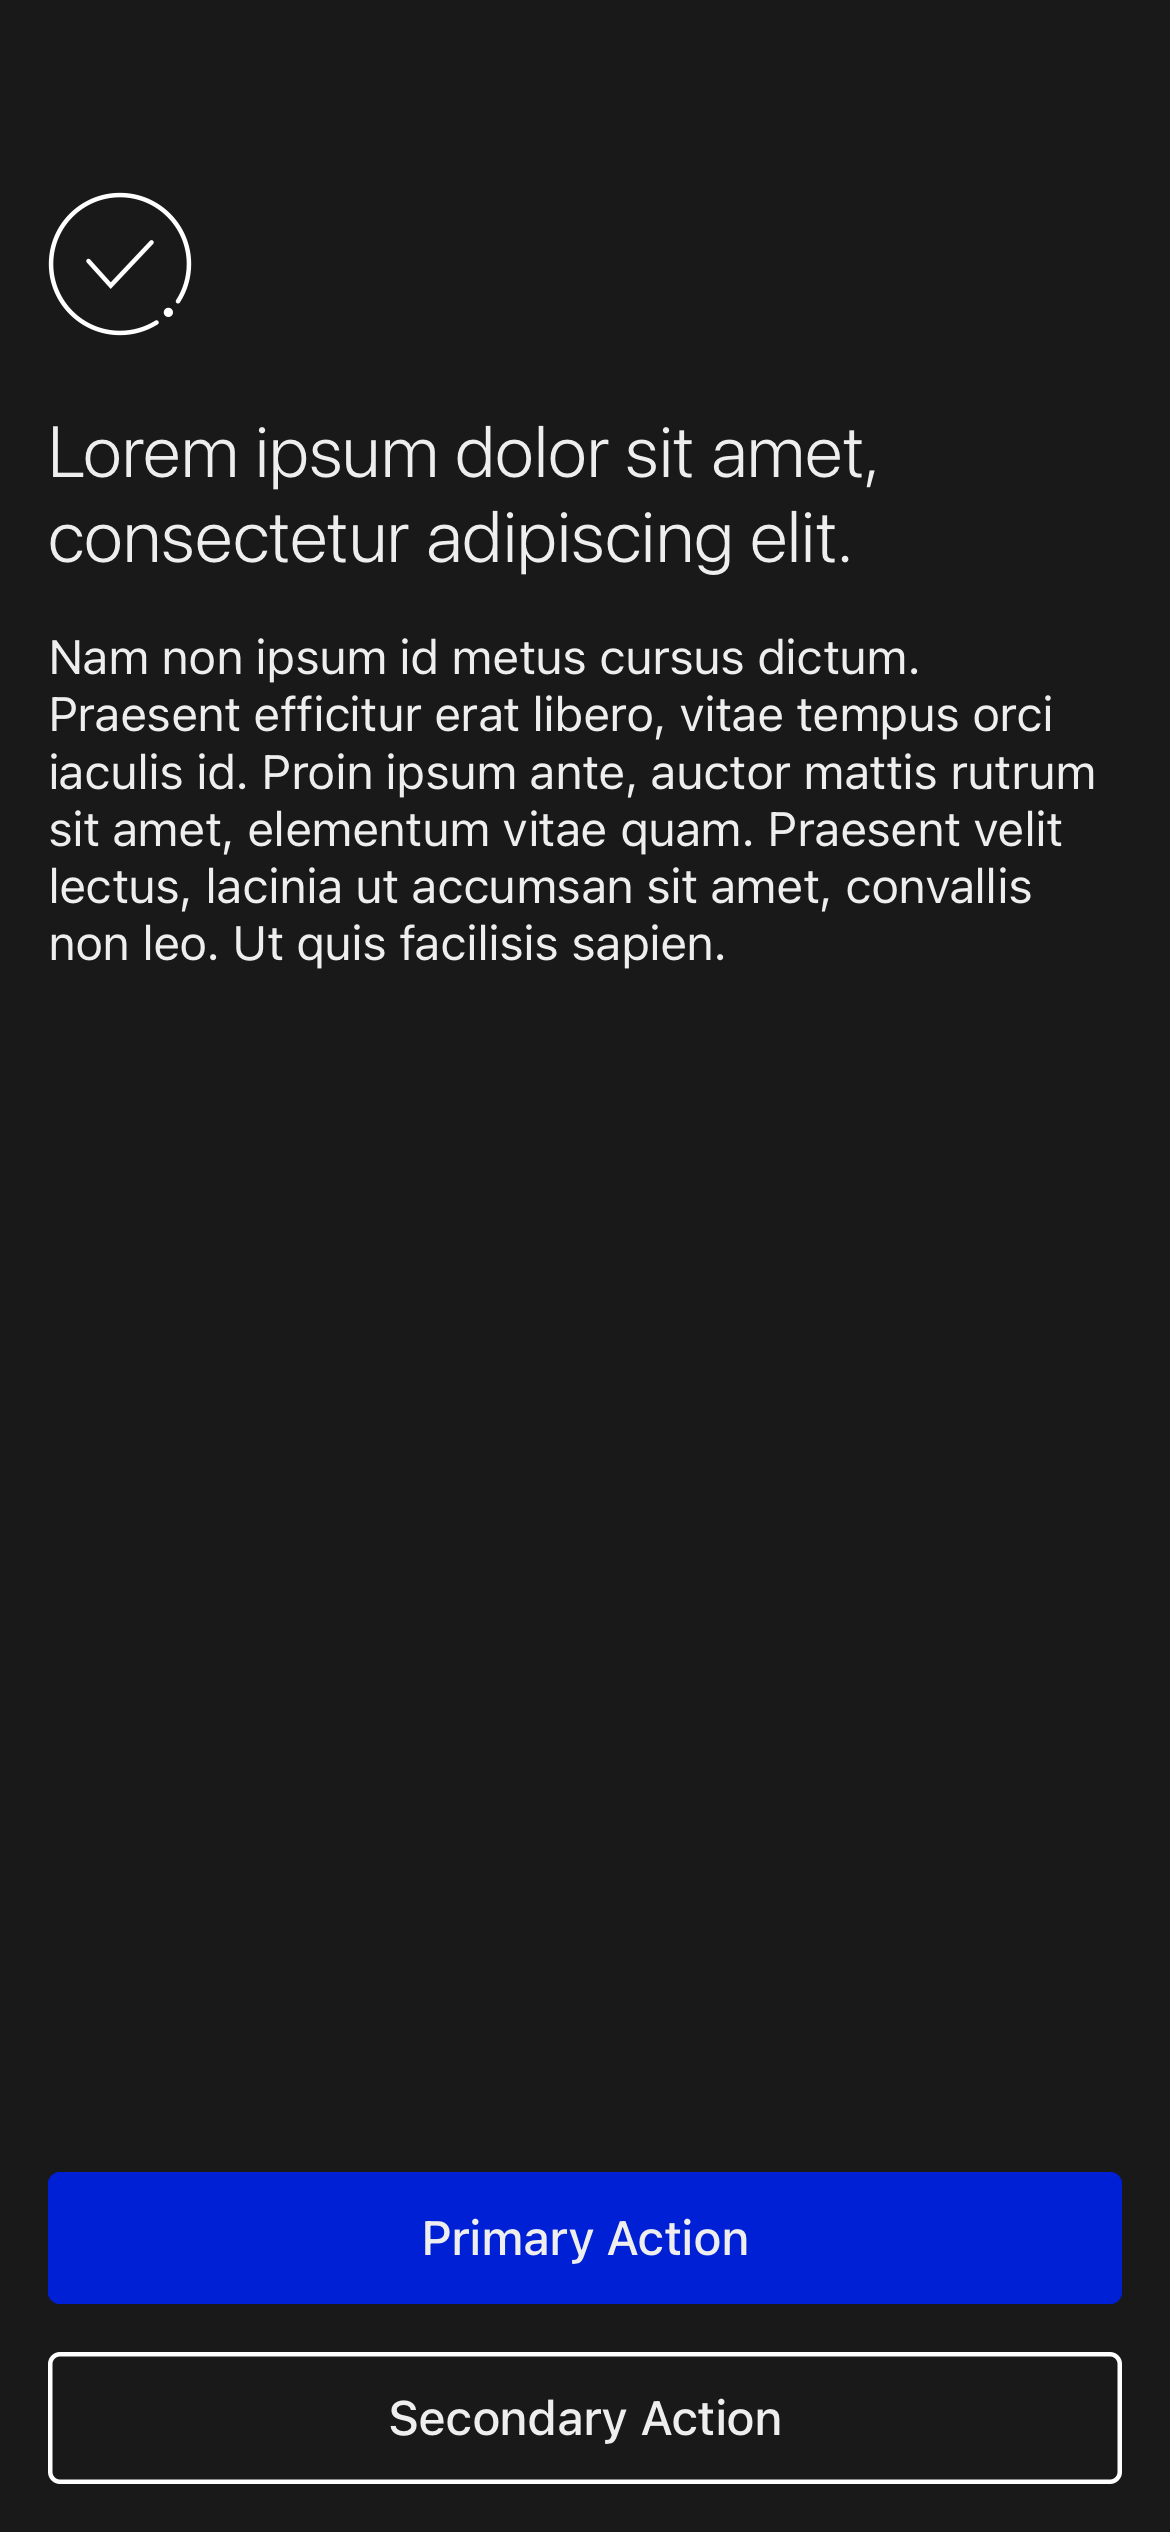 Lorem ipsum dolor sit amet,
consectetur adipiscing elit.
Nam non ipsum id metus cursus dictum.
Praesent efficitur erat libero, vitae tempus orci
iaculis id. Proin ipsum ante, auctor mattis rutrum
sit amet, elementum vitae quam. Praesent velit
lectus, lacinia ut accumsan sit amet, convallis
non leo. Ut quis facilisis sapien.
Primary Action
Secondary Action